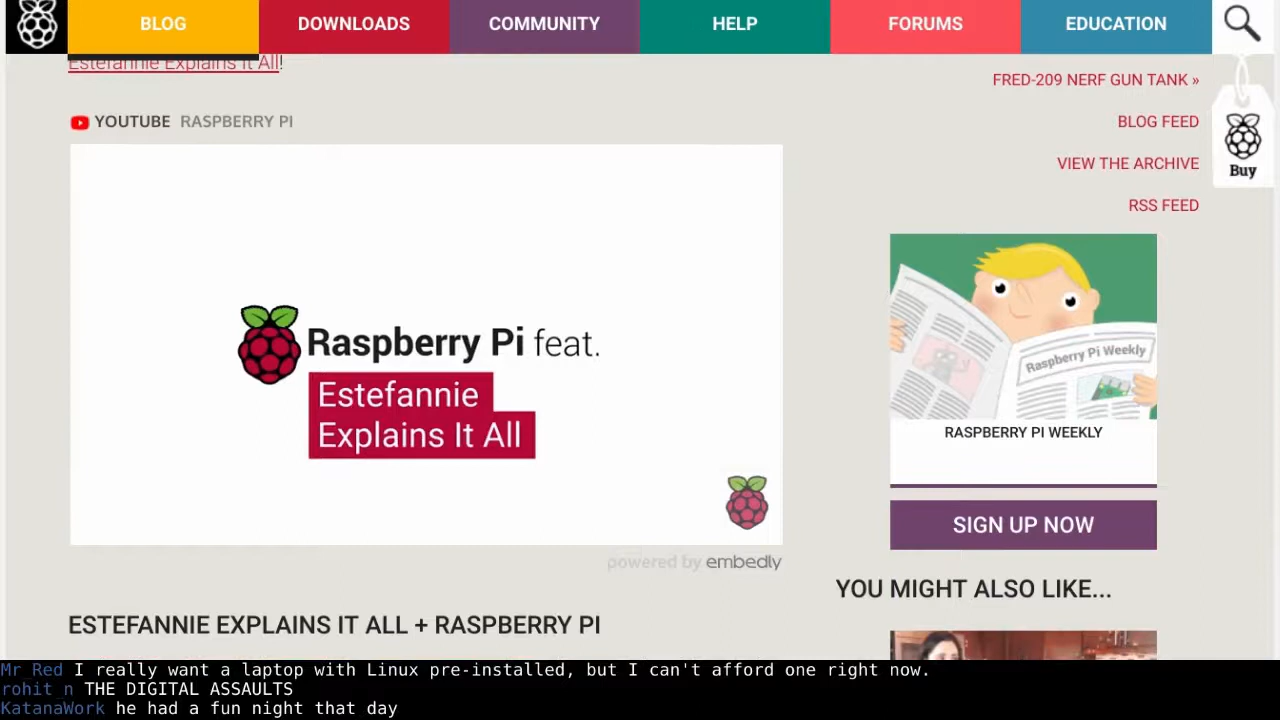 BLOG DOWNLOADS COMMUNITY HELP FORUMS EDUCATION
Estefannie Explains It All!
YOUTUBE RASPBERRY PI
Raspberry Pi feat.
Estefannie
Explains It All
powered by embedly
ESTEFANNIE EXPLAINS IT ALL + RASPBERRY PI
FRED-209 NERF GUN TANK »
BLOG FEED
VIEW THE ARCHIVE
RSS FEED
Buy
Raspberry Pi Weekly
RASPBERRY PI WEEKLY
SIGN UP NOW
YOU MIGHT ALSO LIKE...
Mr_Red I really want a laptop with Linux pre-installed, but I can't afford one right now.
rohit_n THE DIGITAL ASSAULTS
KatanaWork he had a fun night that day